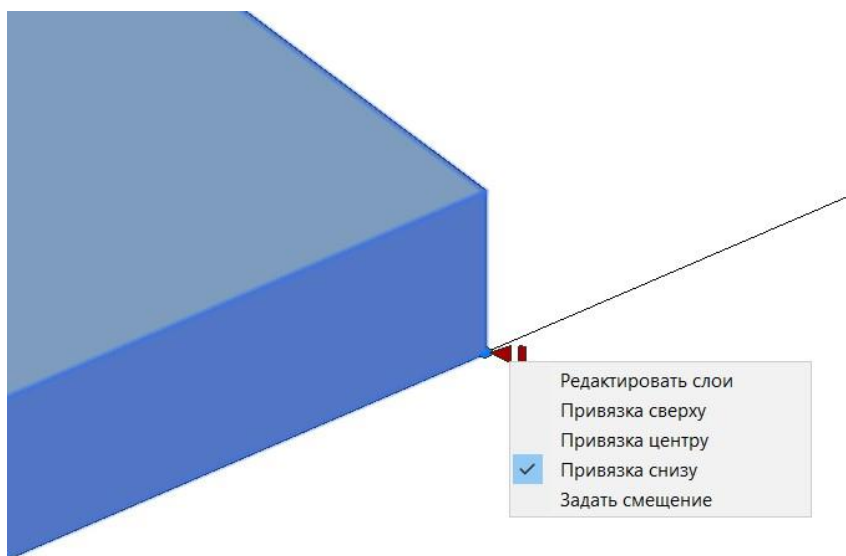 Редактировать слои
Привязка сверху
Привязка центру
Привязка снизу
Задать смещение